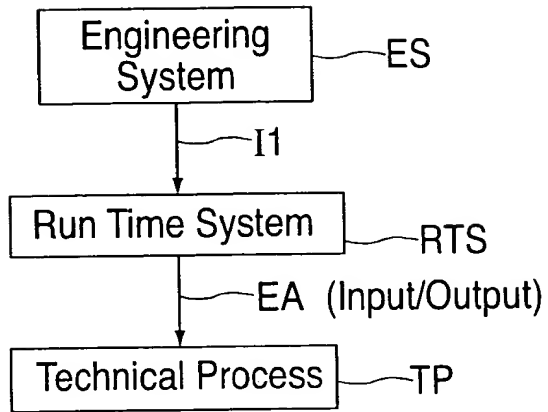 Engineering
System
ES
I1
Run Time System
RTS
EA (Input/Output)
Technical Process
TP